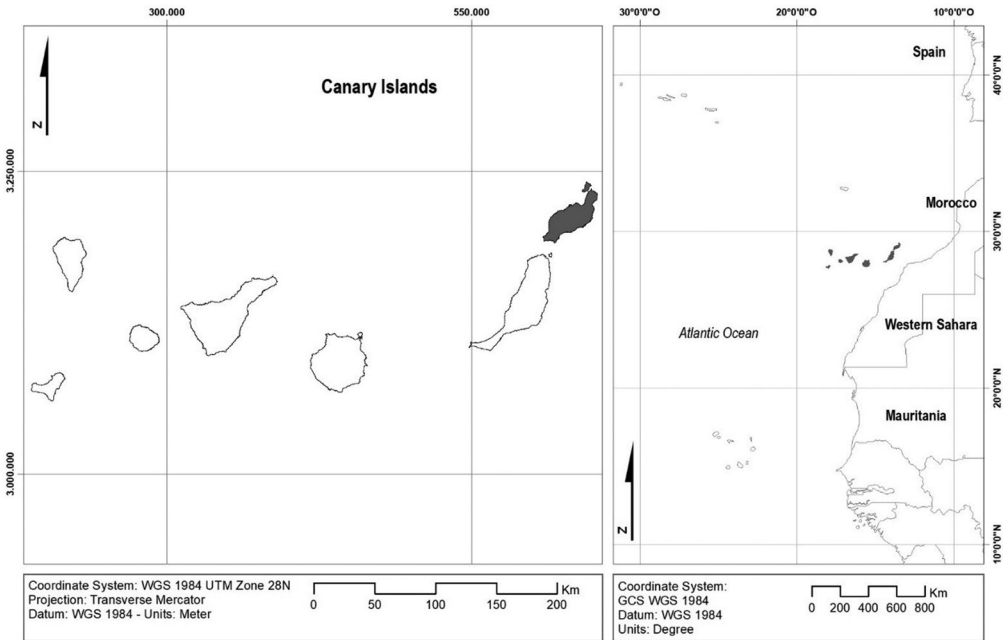 300.000
550.000
Canary Islands
N
3.250.000
3.000.000
Coordinate System: WGS 1984 UTM Zone 28N
Projection: Transverse Mercator
Datum: WGS 1984 - Units: Meter
0 50 100 150 200 Km
30°0'0"O 20°0'0"O 10°0'0"O
Spain
40°0'0"N
Morocco
30°0'0"N
Atlantic Ocean
Western Sahara
20°0'0"N
Mauritania
N
10°0'0"N
Coordinate System:
GCS WGS 1984
Datum: WGS 1984
Units: Degree
0 200 400 600 800 Km